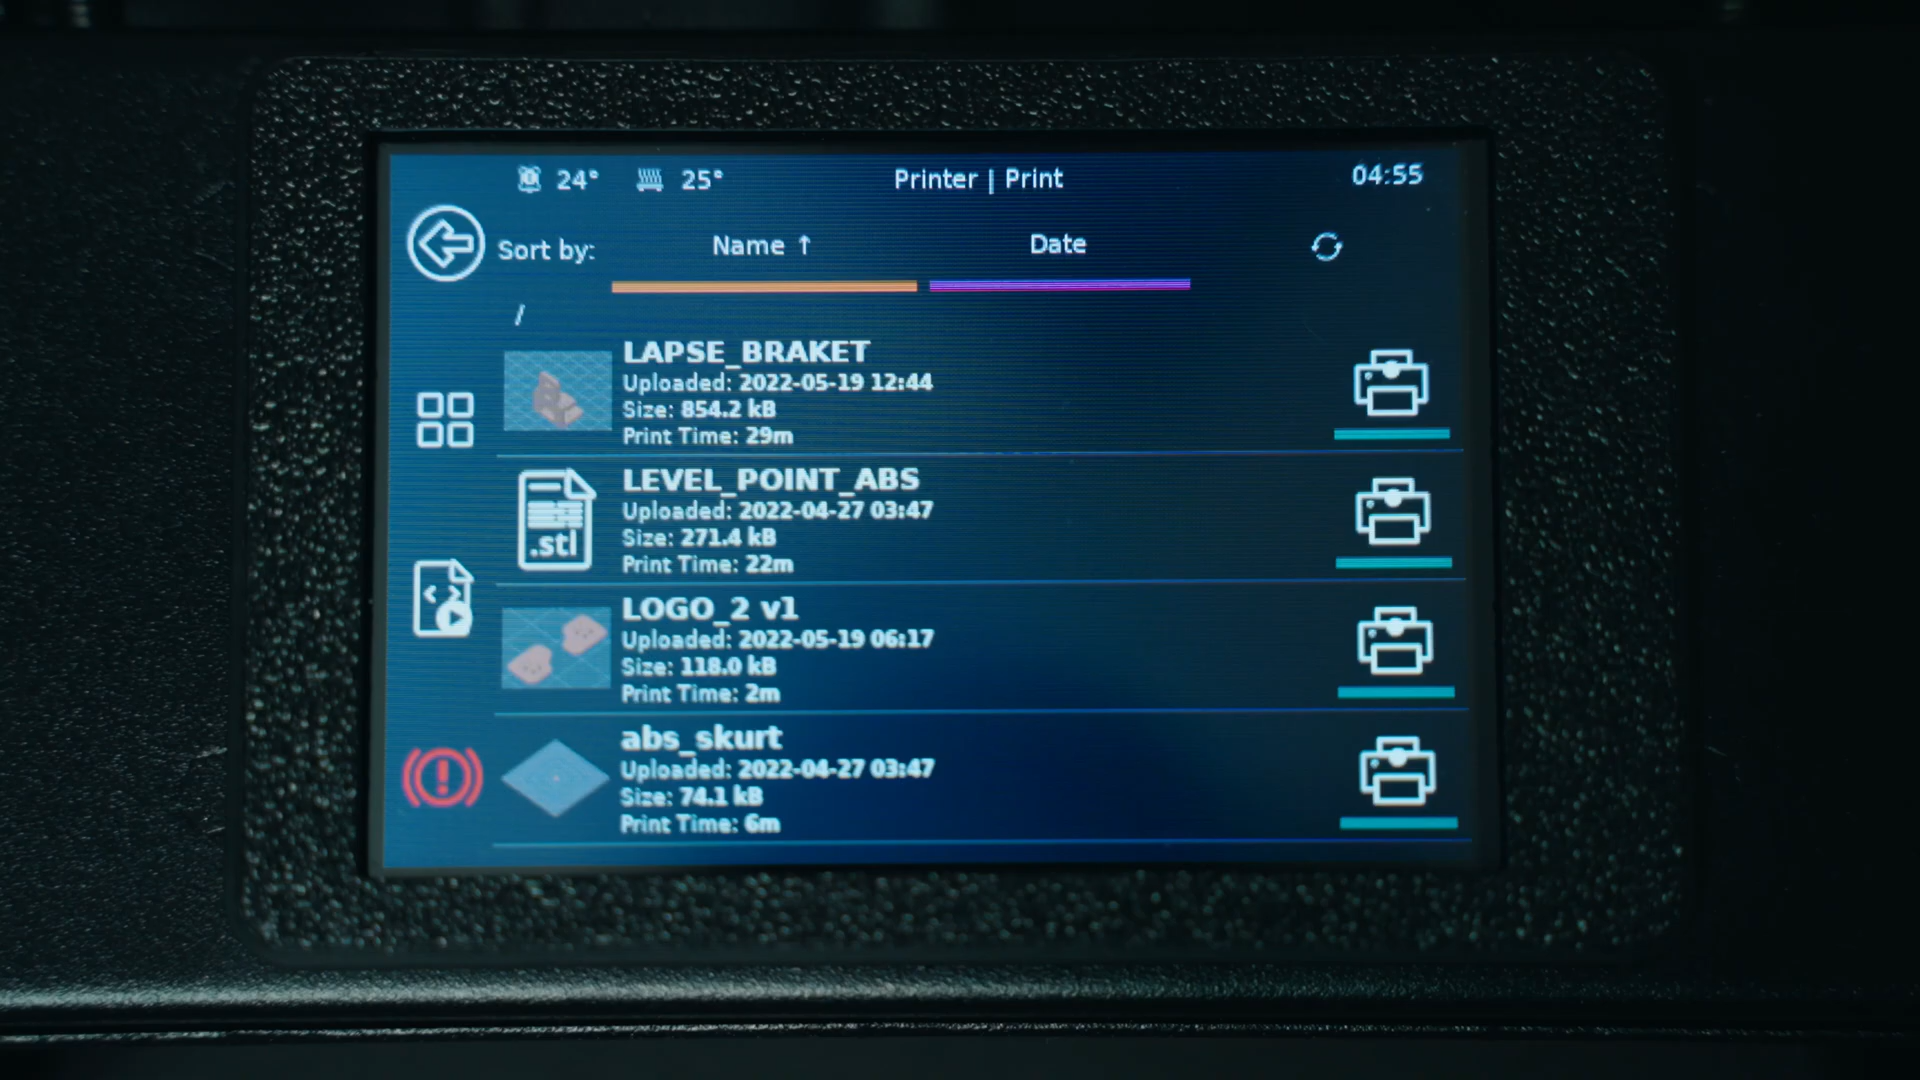 24° 25° Printer | Print 04:55
Sort by: Name ↑ Date
/
LAPSE_BRAKET
Uploaded: 2022-05-19 12:44
Size: 854.2 kB
Print Time: 29m
LEVEL_POINT_ABS
Uploaded: 2022-04-27 03:47
Size: 271.4 kB
Print Time: 22m
.stl
LOGO_2 v1
Uploaded: 2022-05-19 06:17
Size: 118.0 kB
Print Time: 2m
abs_skurt
Uploaded: 2022-04-27 03:47
Size: 74.1 kB
Print Time: 6m